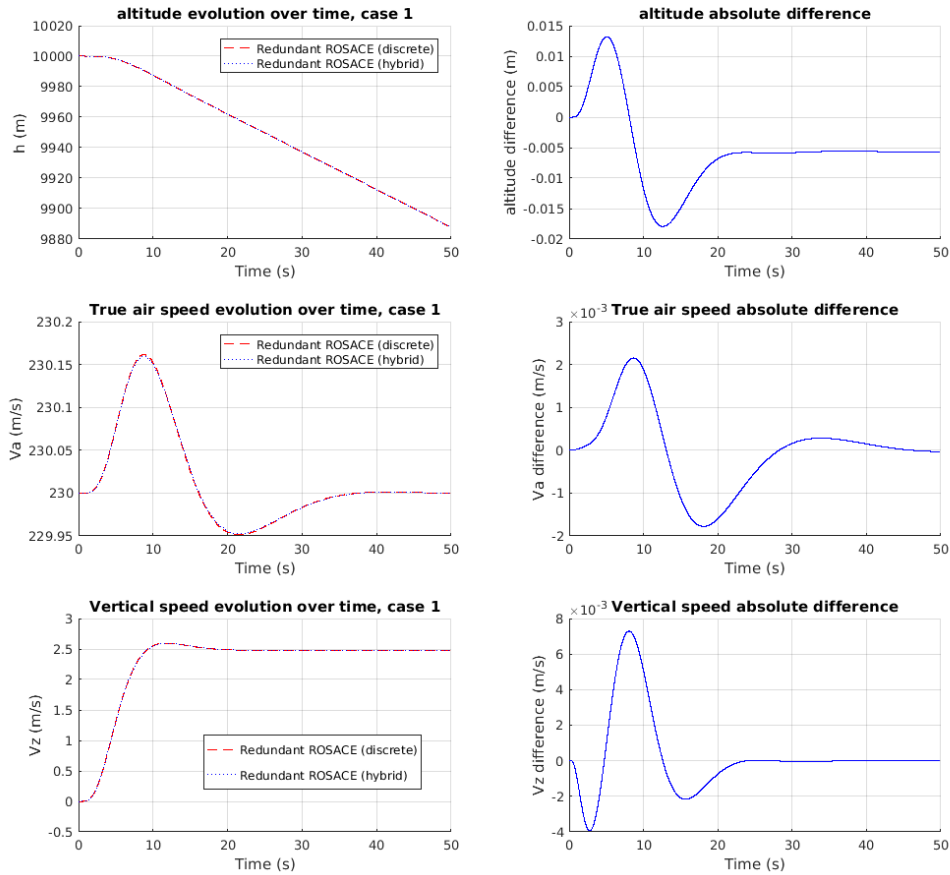 altitude evolution over time, case 1
10020
10000
9980
9960
9940
9920
9900
9880
h (m)
Redundant ROSACE (discrete)
Redundant ROSACE (hybrid)
0 10 20 30 40 50
Time (s)
altitude absolute difference
0.015
0.01
0.005
0
-0.005
-0.01
-0.015
-0.02
altitude difference (m)
0 10 20 30 40 50
Time (s)
True air speed evolution over time, case 1
230.2
230.15
230.1
230.05
230
229.95
Va (m/s)
Redundant ROSACE (discrete)
Redundant ROSACE (hybrid)
0 10 20 30 40 50
Time (s)
×10⁻³ True air speed absolute difference
3
2
1
0
-1
-2
Va difference (m/s)
0 10 20 30 40 50
Time (s)
Vertical speed evolution over time, case 1
3
2.5
2
1.5
1
0.5
0
-0.5
Vz (m/s)
Redundant ROSACE (discrete)
Redundant ROSACE (hybrid)
0 10 20 30 40 50
Time (s)
×10⁻³ Vertical speed absolute difference
8
6
4
2
0
-2
-4
Vz difference (m/s)
0 10 20 30 40 50
Time (s)